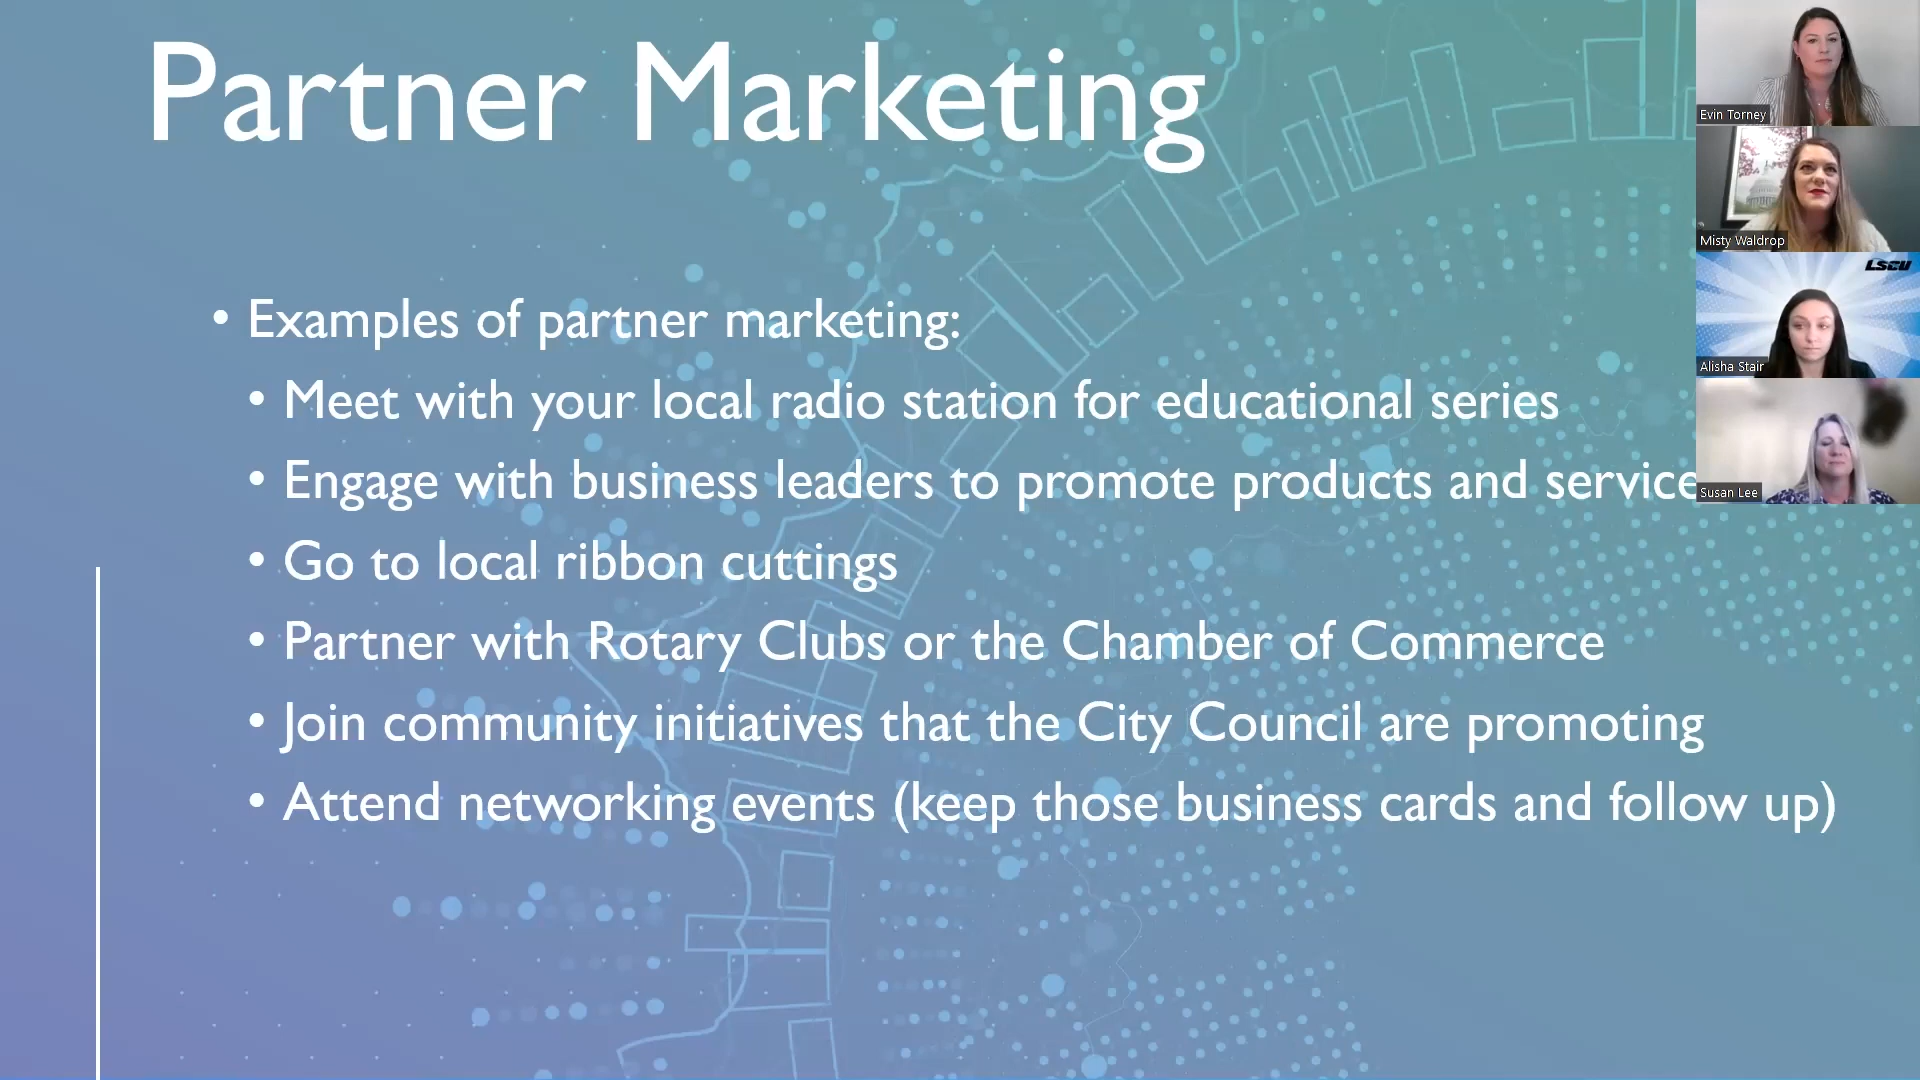 Partner Marketing
• Examples of partner marketing:
• Meet with your local radio station for educational series
• Engage with business leaders to promote products and service
• Go to local ribbon cuttings
• Partner with Rotary Clubs or the Chamber of Commerce
• Join community initiatives that the City Council are promoting
• Attend networking events (keep those business cards and follow up)
Evin Torney
Misty Waldrop
LSCU
Alisha Stair
Susan Lee